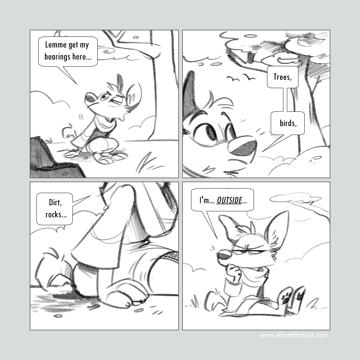 Lemme get my
bearings here...
Trees,
birds,
Dirt,
rocks...
I'm... OUTSIDE...